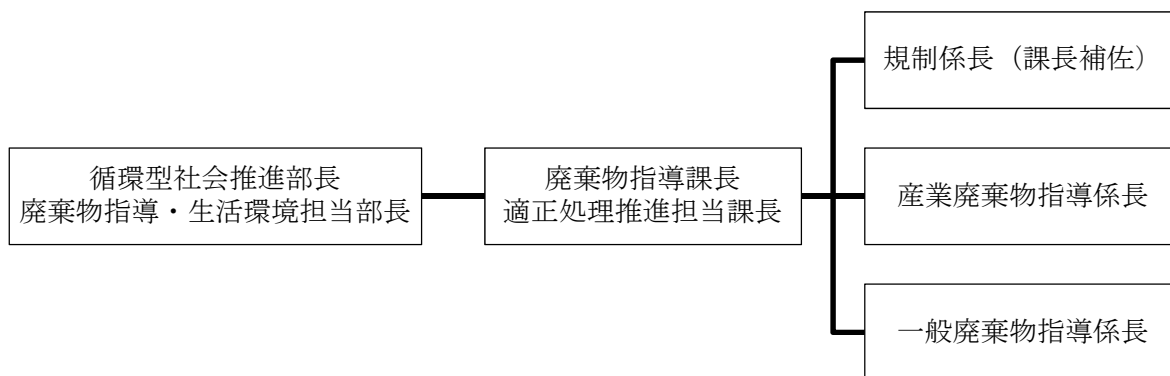 循環型社会推進部長
廃棄物指導・生活環境担当部長
廃棄物指導課長
適正処理推進担当課長
規制係長（課長補佐）
産業廃棄物指導係長
一般廃棄物指導係長